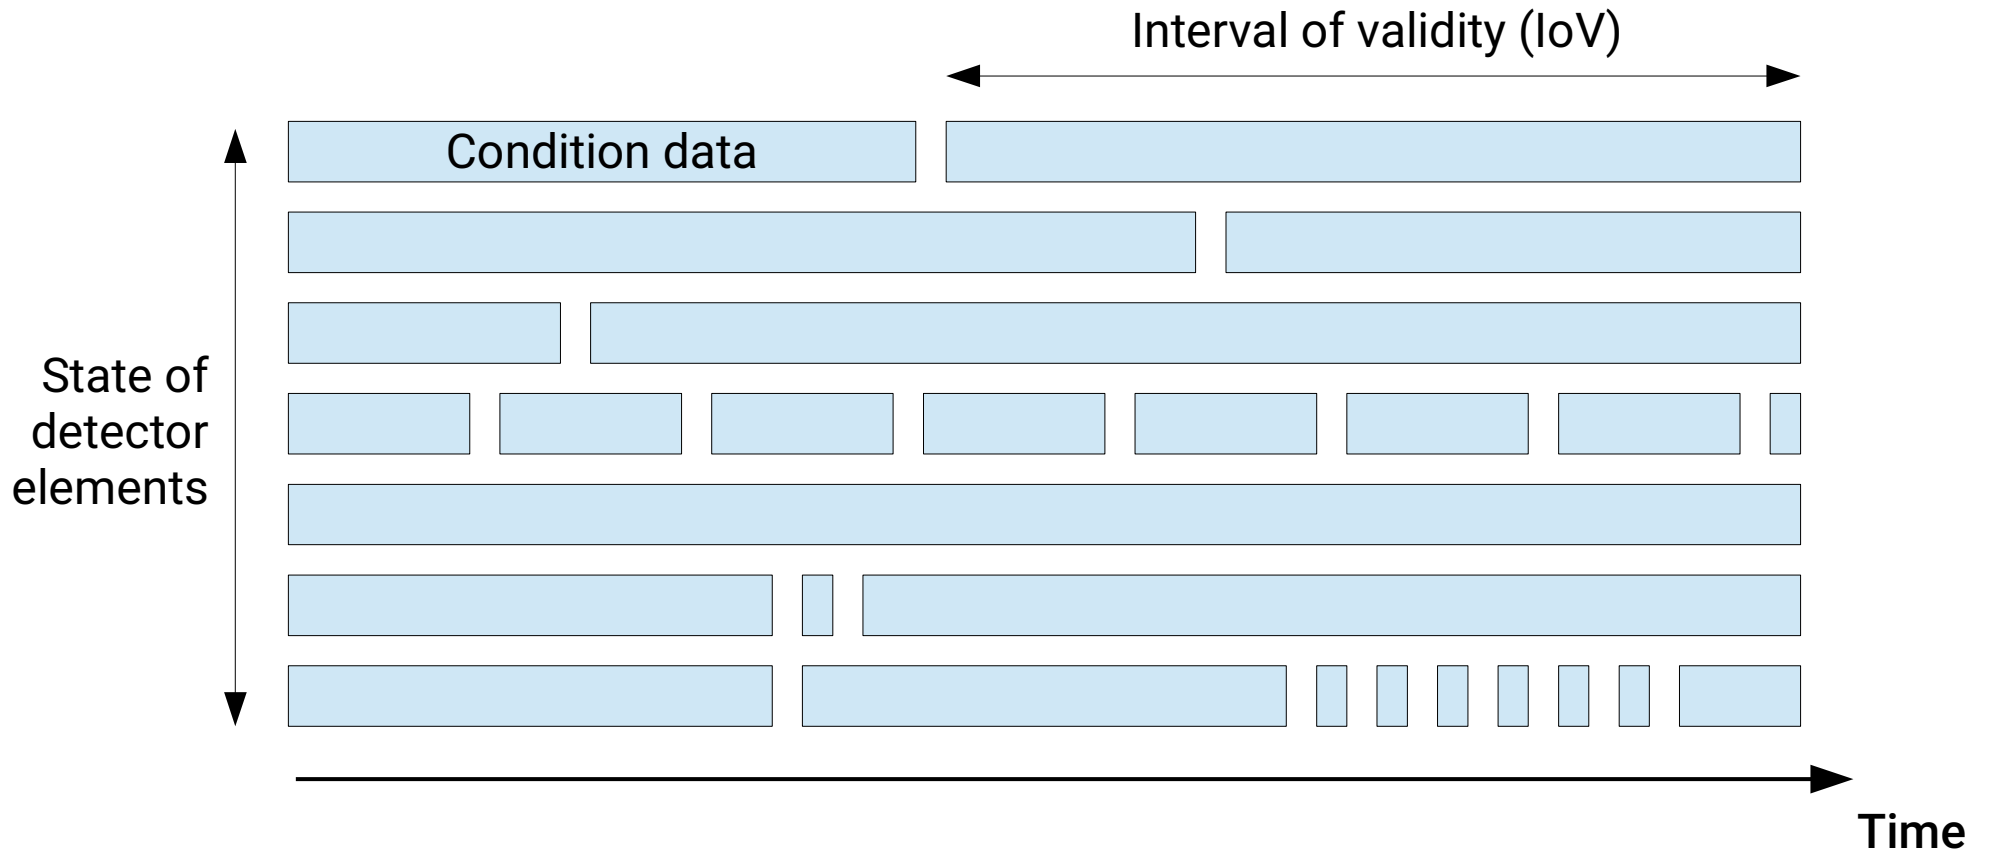 Interval of validity (IoV)
Condition data
State of
detector
elements
Time